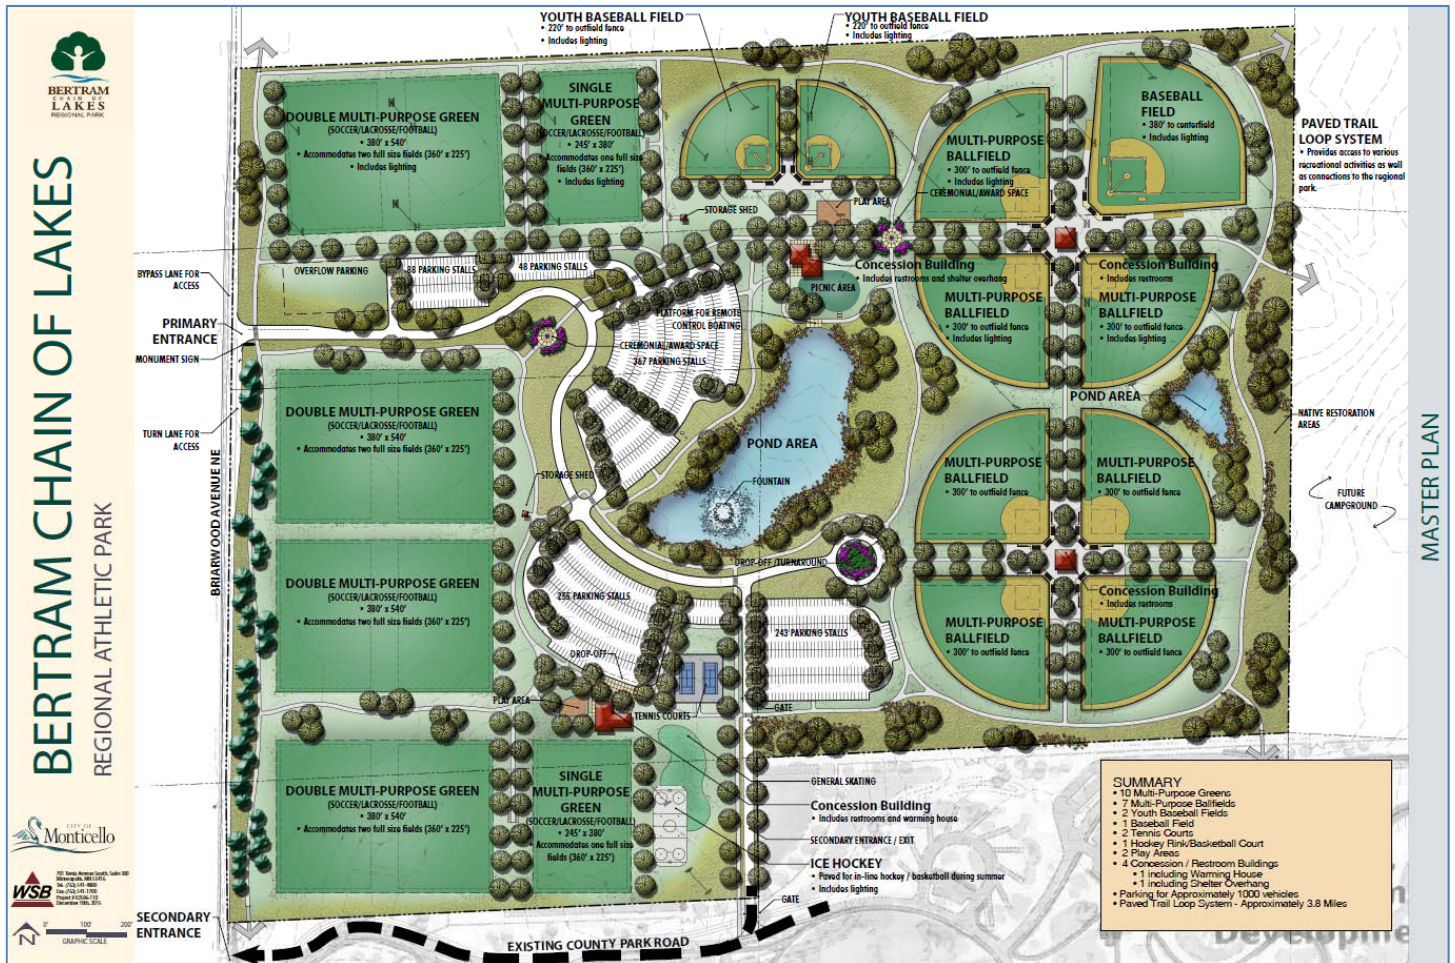 BERTRAM
CHAIN OF
LAKES
REGIONAL PARK
BERTRAM CHAIN OF LAKES
REGIONAL ATHLETIC PARK
CITY OF
Monticello
WSB
N
0' 100' 200'
GRAPHIC SCALE
YOUTH BASEBALL FIELD
• 220' to outfield fence
• Includes lighting
YOUTH BASEBALL FIELD
• 220' to outfield fence
• Includes lighting
DOUBLE MULTI-PURPOSE GREEN
(SOCCER/LACROSSE/FOOTBALL)
• 380' x 540'
• Accommodates two full size fields (360' x 225')
• Includes lighting
SINGLE
MULTI-PURPOSE
GREEN
(SOCCER/LACROSSE/FOOTBALL)
• 245' x 380'
• Accommodates one full size
fields (360' x 225')
• Includes lighting
MULTI-PURPOSE
BALLFIELD
• 300' to outfield fence
• Includes lighting
BASEBALL
FIELD
• 380' to centerfield
• Includes lighting
PAVED TRAIL
LOOP SYSTEM
• Provides access to various
recreational activities as well
as connections to the regional
park.
CEREMONIAL/AWARD SPACE
PLAY AREA
STORAGE SHED
BYPASS LANE FOR
ACCESS
OVERFLOW PARKING
88 PARKING STALLS
48 PARKING STALLS
Concession Building
• Includes restrooms and shelter overhang
Concession Building
• Includes restrooms
PICNIC AREA
MULTI-PURPOSE
BALLFIELD
• 300' to outfield fence
• Includes lighting
MULTI-PURPOSE
BALLFIELD
• 300' to outfield fence
• Includes lighting
PLATFORM FOR REMOTE
CONTROL BOATING
PRIMARY
ENTRANCE
MONUMENT SIGN
CEREMONIAL/AWARD SPACE
367 PARKING STALLS
POND AREA
DOUBLE MULTI-PURPOSE GREEN
(SOCCER/LACROSSE/FOOTBALL)
• 380' x 540'
• Accommodates two full size fields (360' x 225')
TURN LANE FOR
ACCESS
POND AREA
NATIVE RESTORATION
AREAS
BRIARWOOD AVENUE NE
STORAGE SHED
FOUNTAIN
MULTI-PURPOSE
BALLFIELD
• 300' to outfield fence
MULTI-PURPOSE
BALLFIELD
• 300' to outfield fence
FUTURE
CAMPGROUND
MASTER PLAN
DROP-OFF/TURNAROUND
DOUBLE MULTI-PURPOSE GREEN
(SOCCER/LACROSSE/FOOTBALL)
• 380' x 540'
• Accommodates two full size fields (360' x 225')
255 PARKING STALLS
243 PARKING STALLS
Concession Building
• Includes restrooms
MULTI-PURPOSE
BALLFIELD
• 300' to outfield fence
MULTI-PURPOSE
BALLFIELD
• 300' to outfield fence
DROP-OFF
PLAY AREA
TENNIS COURTS
GATE
DOUBLE MULTI-PURPOSE GREEN
(SOCCER/LACROSSE/FOOTBALL)
• 380' x 540'
• Accommodates two full size fields (360' x 225')
SINGLE
MULTI-PURPOSE
GREEN
(SOCCER/LACROSSE/FOOTBALL)
• 245' x 380'
• Accommodates one full size
fields (360' x 225')
GENERAL SKATING
Concession Building
• Includes restrooms and warming house
SECONDARY ENTRANCE / EXIT
ICE HOCKEY
• Paved for in-line hockey / basketball during summer
• Includes lighting
GATE
SECONDARY
ENTRANCE
EXISTING COUNTY PARK ROAD
SUMMARY
• 10 Multi-Purpose Greens
• 7 Multi-Purpose Ballfields
• 2 Youth Baseball Fields
• 1 Baseball Field
• 2 Tennis Courts
• 1 Hockey Rink/Basketball Court
• 2 Play Areas
• 4 Concession / Restroom Buildings
• 1 including Warming House
• 1 including Shelter Overhang
• Parking for Approximately 1000 vehicles
• Paved Trail Loop System - Approximately 3.8 Miles